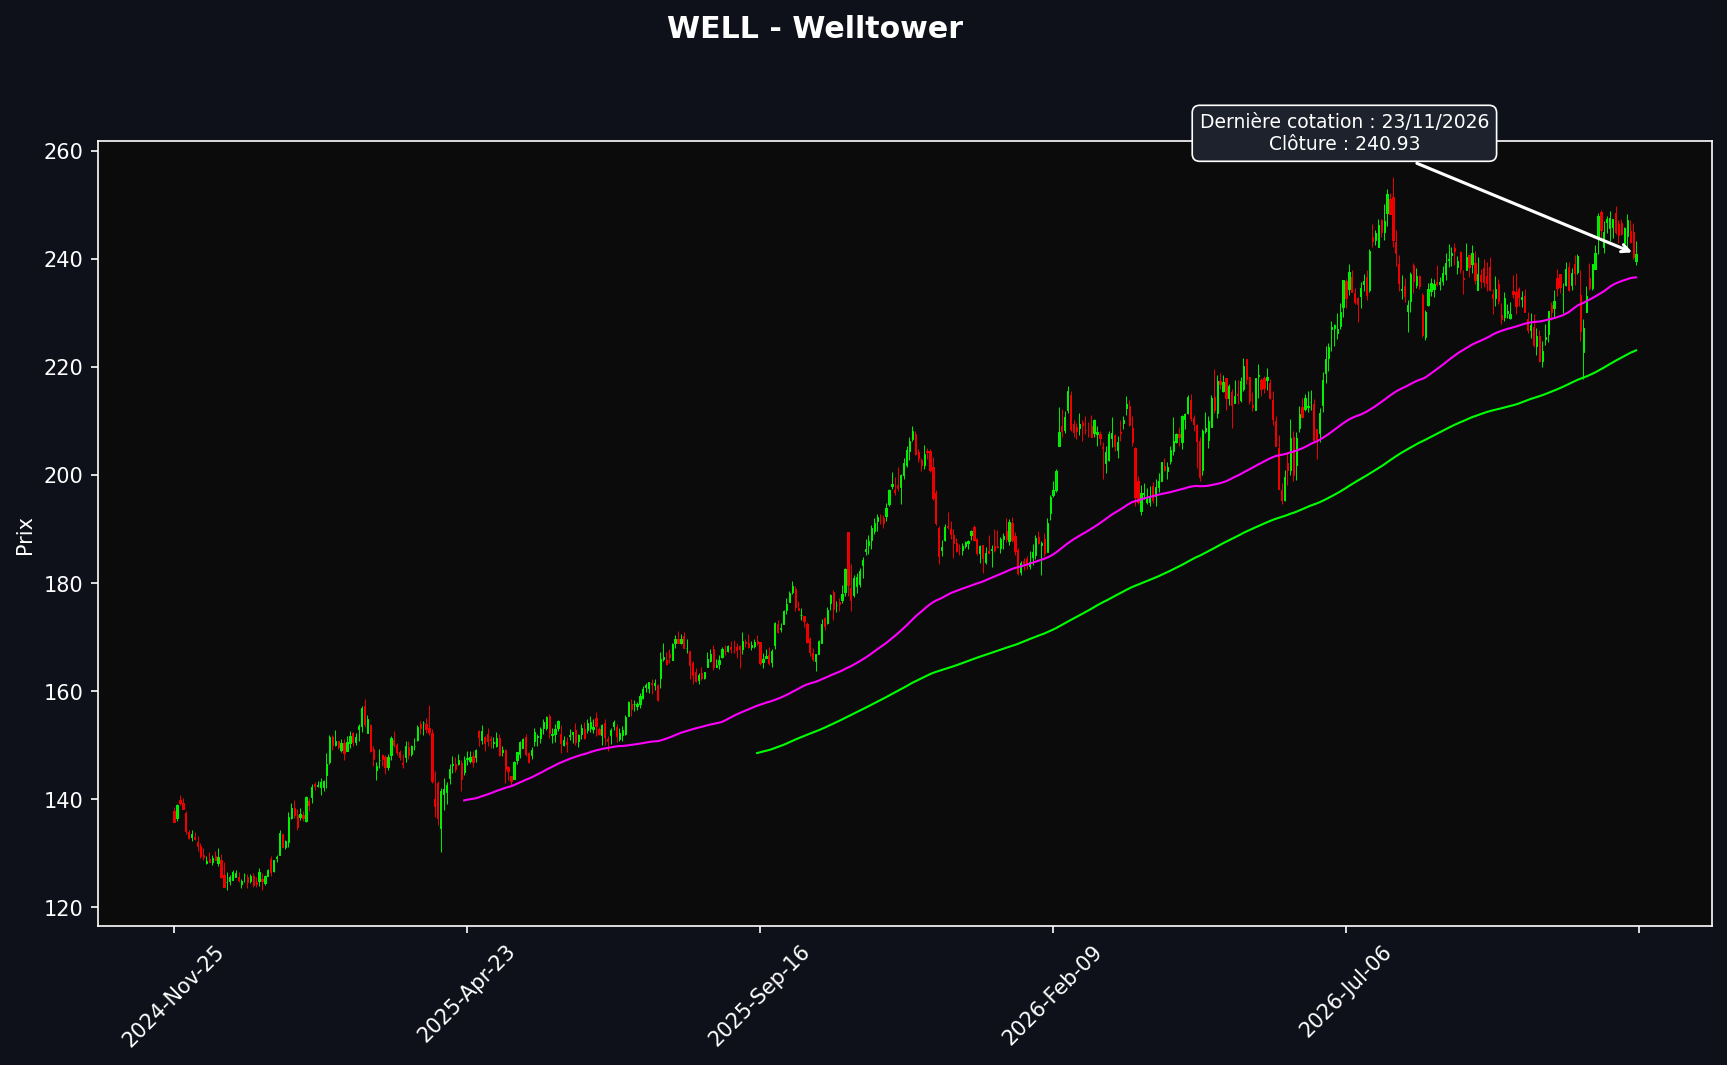 WELL - Welltower
Dernière cotation : 23/11/2026
Clôture : 240.93
Prix
260
240
220
200
180
160
140
120
2024-Nov-25
2025-Apr-23
2025-Sep-16
2026-Feb-09
2026-Jul-06